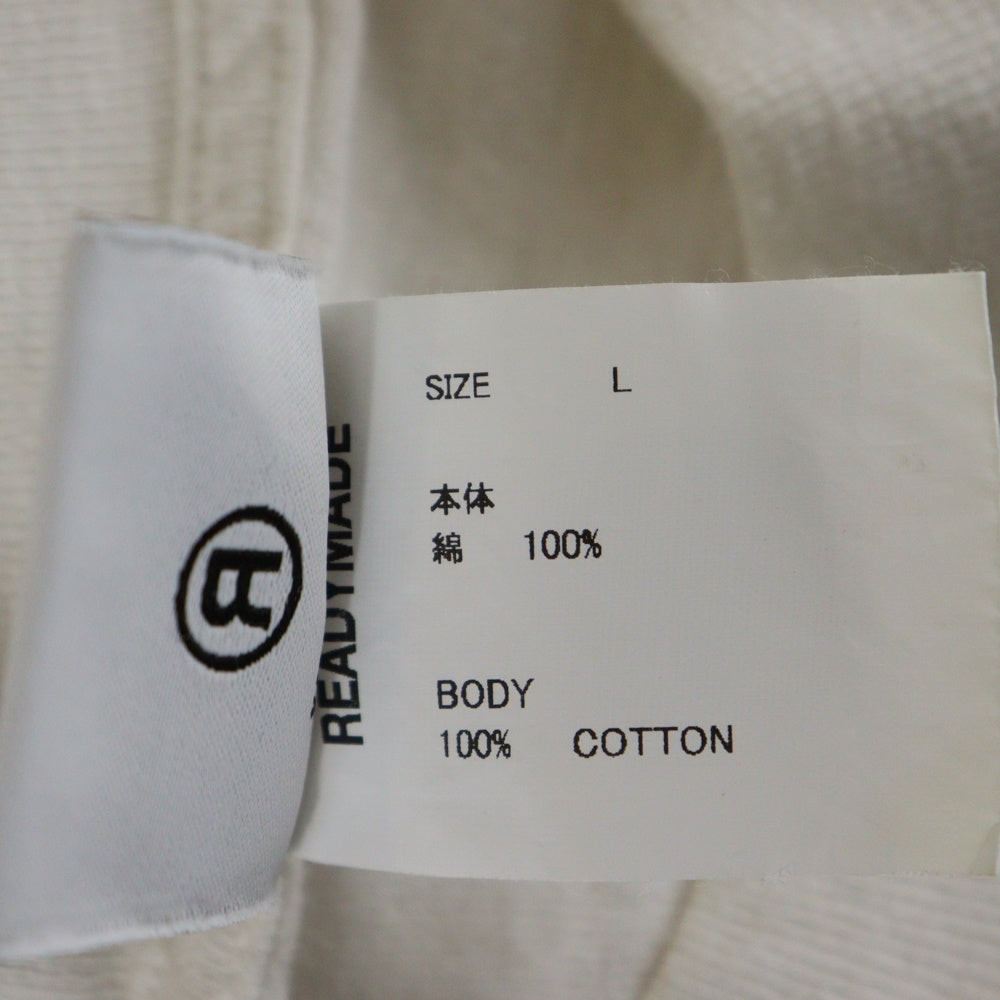 R
READYMADE
SIZE L
本体
綿 100%
BODY
100% COTTON